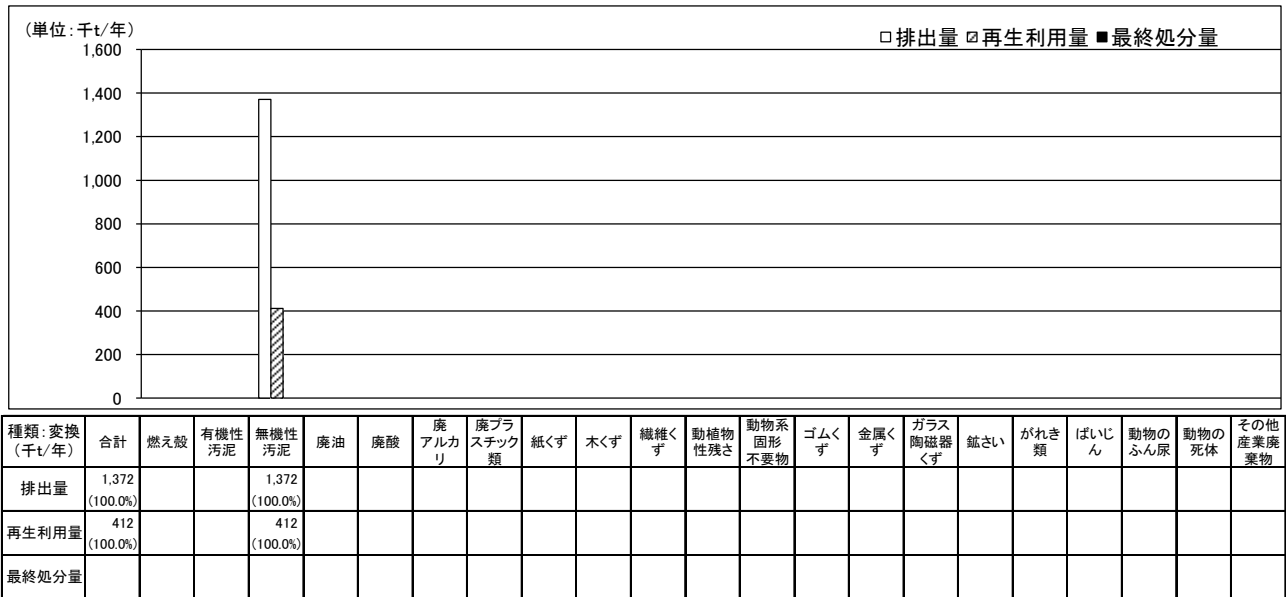 (単位:千t/年)
□排出量 ▨再生利用量 ■最終処分量
1,600
1,400
1,200
1,000
800
600
400
200
0
種類:変換
(千t/年)
合計
燃え殻
有機性
汚泥
無機性
汚泥
廃油
廃酸
廃
アルカ
リ
廃プラ
スチック
類
紙くず
木くず
繊維く
ず
動植物
性残さ
動物系
固形
不要物
ゴムく
ず
金属く
ず
ガラス
陶磁器
くず
鉱さい
がれき
類
ばいじ
ん
動物の
ふん尿
動物の
死体
その他
産業廃
棄物
排出量
1,372
(100.0%)
1,372
(100.0%)
再生利用量
412
(100.0%)
412
(100.0%)
最終処分量